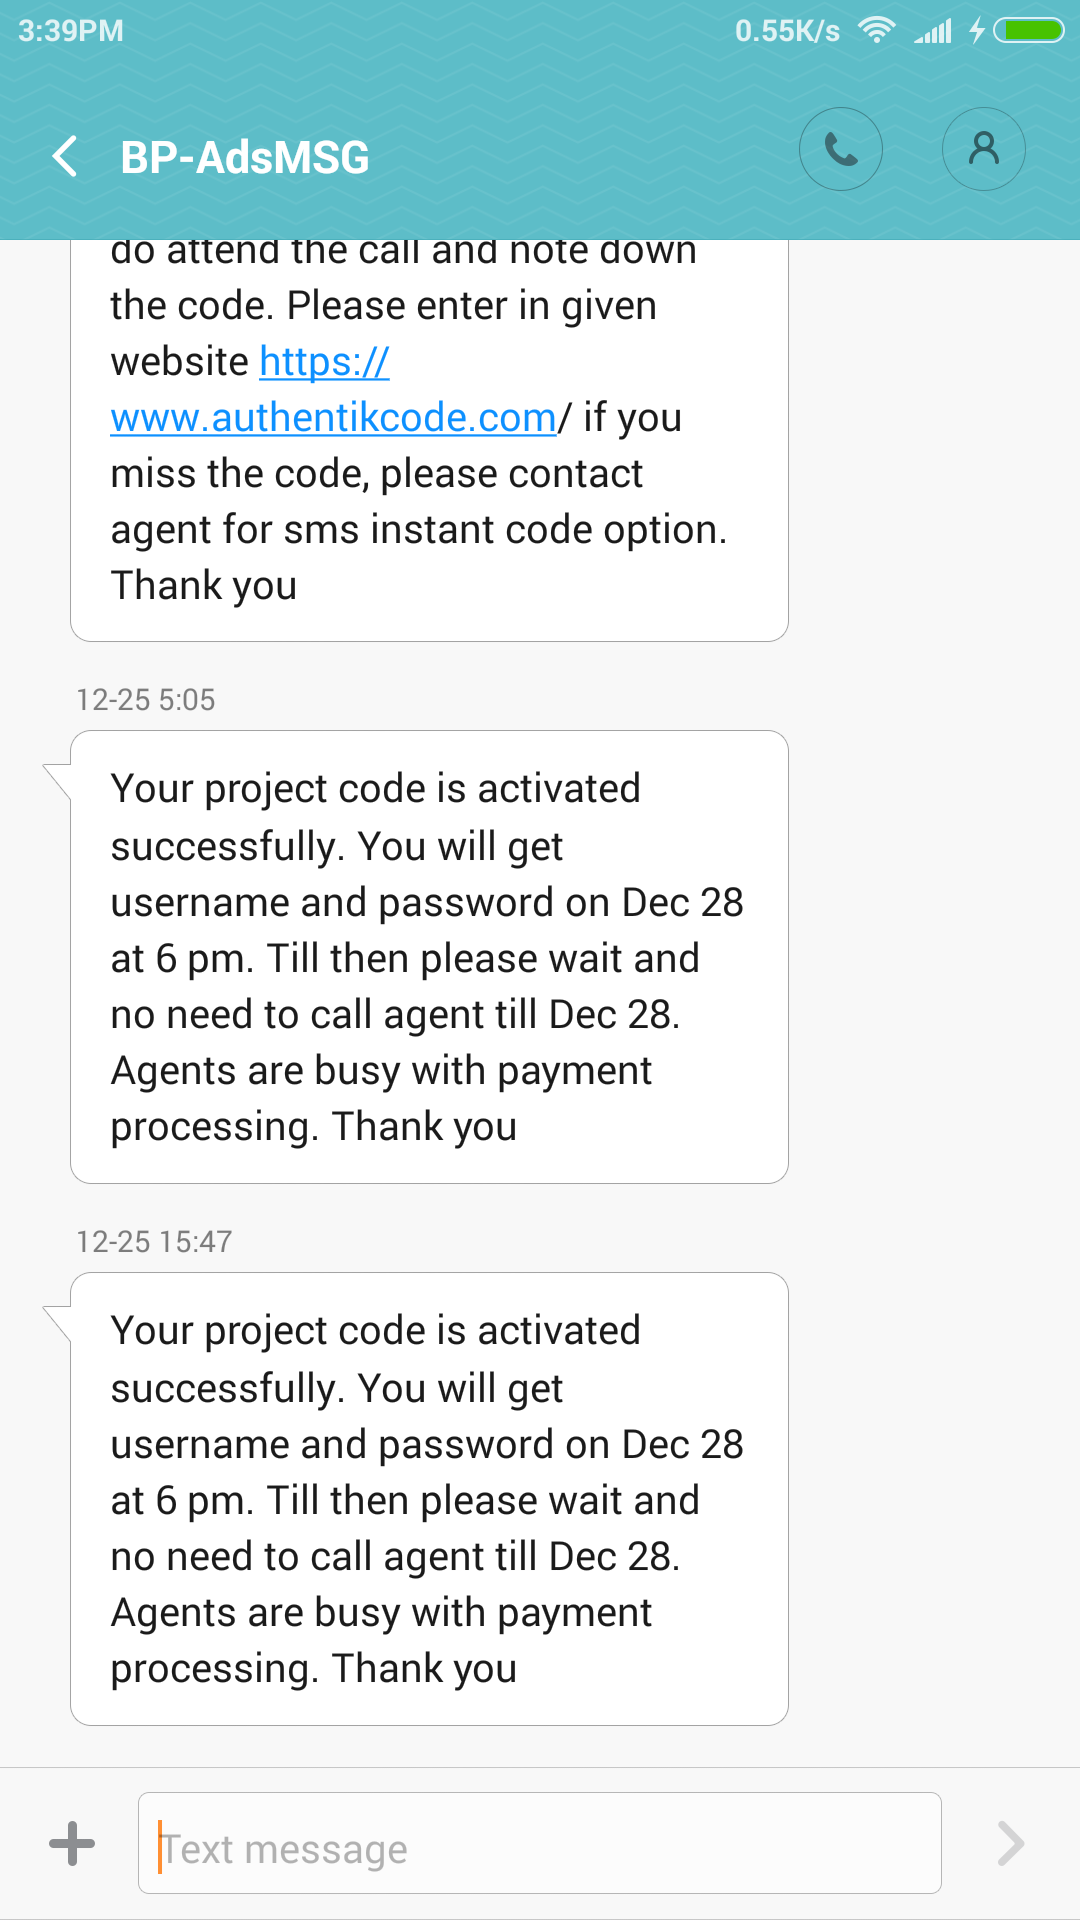 3:39PM
0.55K/s
BP-AdsMSG
do attend the call and note down
the code. Please enter in given
website https://
www.authentikcode.com/ if you
miss the code, please contact
agent for sms instant code option.
Thank you
12-25 5:05
Your project code is activated
successfully. You will get
username and password on Dec 28
at 6 pm. Till then please wait and
no need to call agent till Dec 28.
Agents are busy with payment
processing. Thank you
12-25 15:47
Your project code is activated
successfully. You will get
username and password on Dec 28
at 6 pm. Till then please wait and
no need to call agent till Dec 28.
Agents are busy with payment
processing. Thank you
Text message